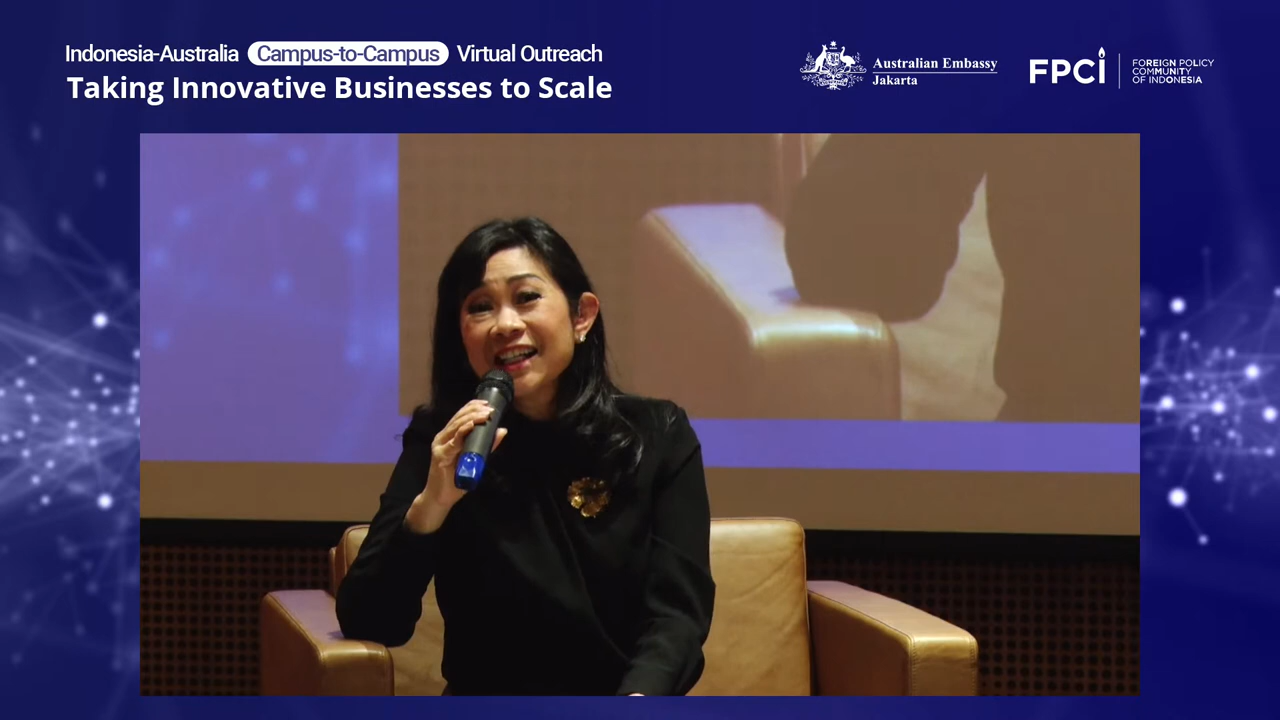 Indonesia-Australia Campus-to-Campus Virtual Outreach
Taking Innovative Businesses to Scale
Australian Embassy
Jakarta
FPCI
FOREIGN POLICY
COMMUNITY
OF INDONESIA